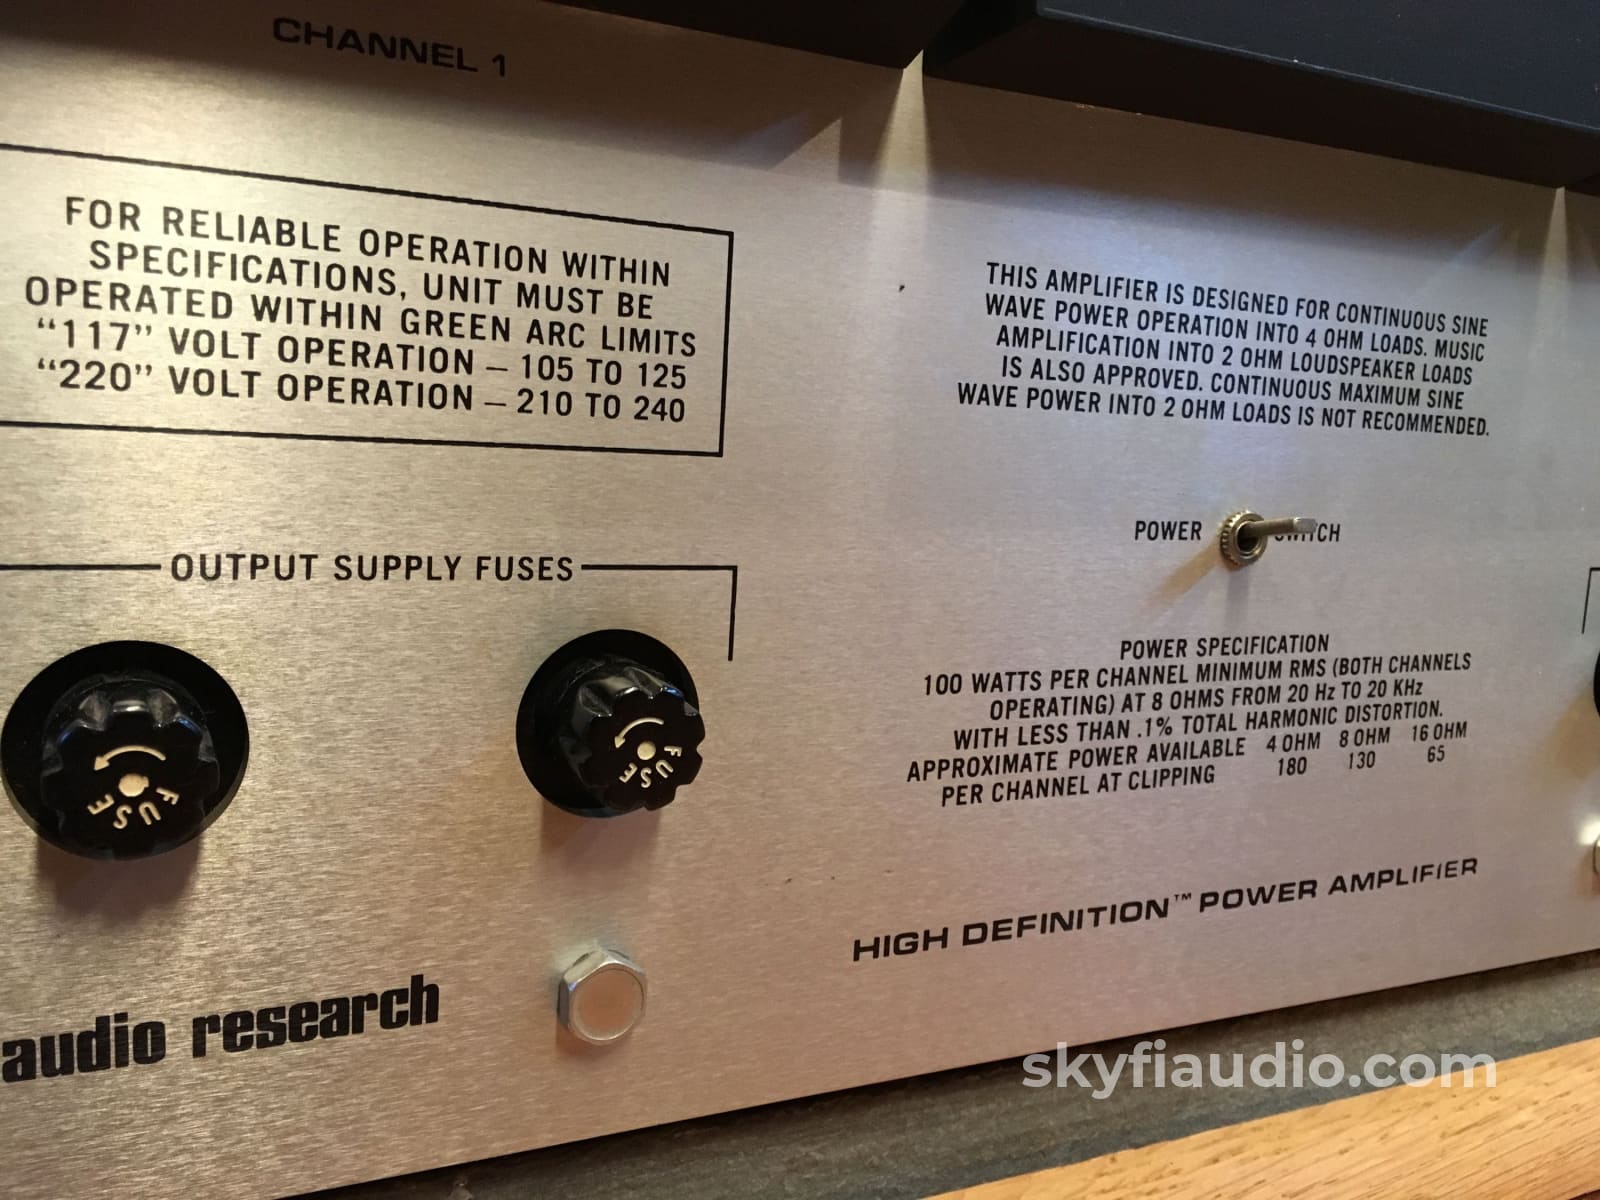 CHANNEL 1
FOR RELIABLE OPERATION WITHIN
SPECIFICATIONS, UNIT MUST BE
OPERATED WITHIN GREEN ARC LIMITS
“117” VOLT OPERATION – 105 TO 125
“220” VOLT OPERATION – 210 TO 240
OUTPUT SUPPLY FUSES
FUSE
FUSE
audio research
THIS AMPLIFIER IS DESIGNED FOR CONTINUOUS SINE
WAVE POWER OPERATION INTO 4 OHM LOADS. MUSIC
AMPLIFICATION INTO 2 OHM LOUDSPEAKER LOADS
IS ALSO APPROVED. CONTINUOUS MAXIMUM SINE
WAVE POWER INTO 2 OHM LOADS IS NOT RECOMMENDED.
POWER SWITCH
POWER SPECIFICATION
100 WATTS PER CHANNEL MINIMUM RMS (BOTH CHANNELS
OPERATING) AT 8 OHMS FROM 20 Hz TO 20 KHz
WITH LESS THAN .1% TOTAL HARMONIC DISTORTION.
APPROXIMATE POWER AVAILABLE 4 OHM 8 OHM 16 OHM
PER CHANNEL AT CLIPPING 180 130 65
HIGH DEFINITION™ POWER AMPLIFIER
skyfiaudio.com